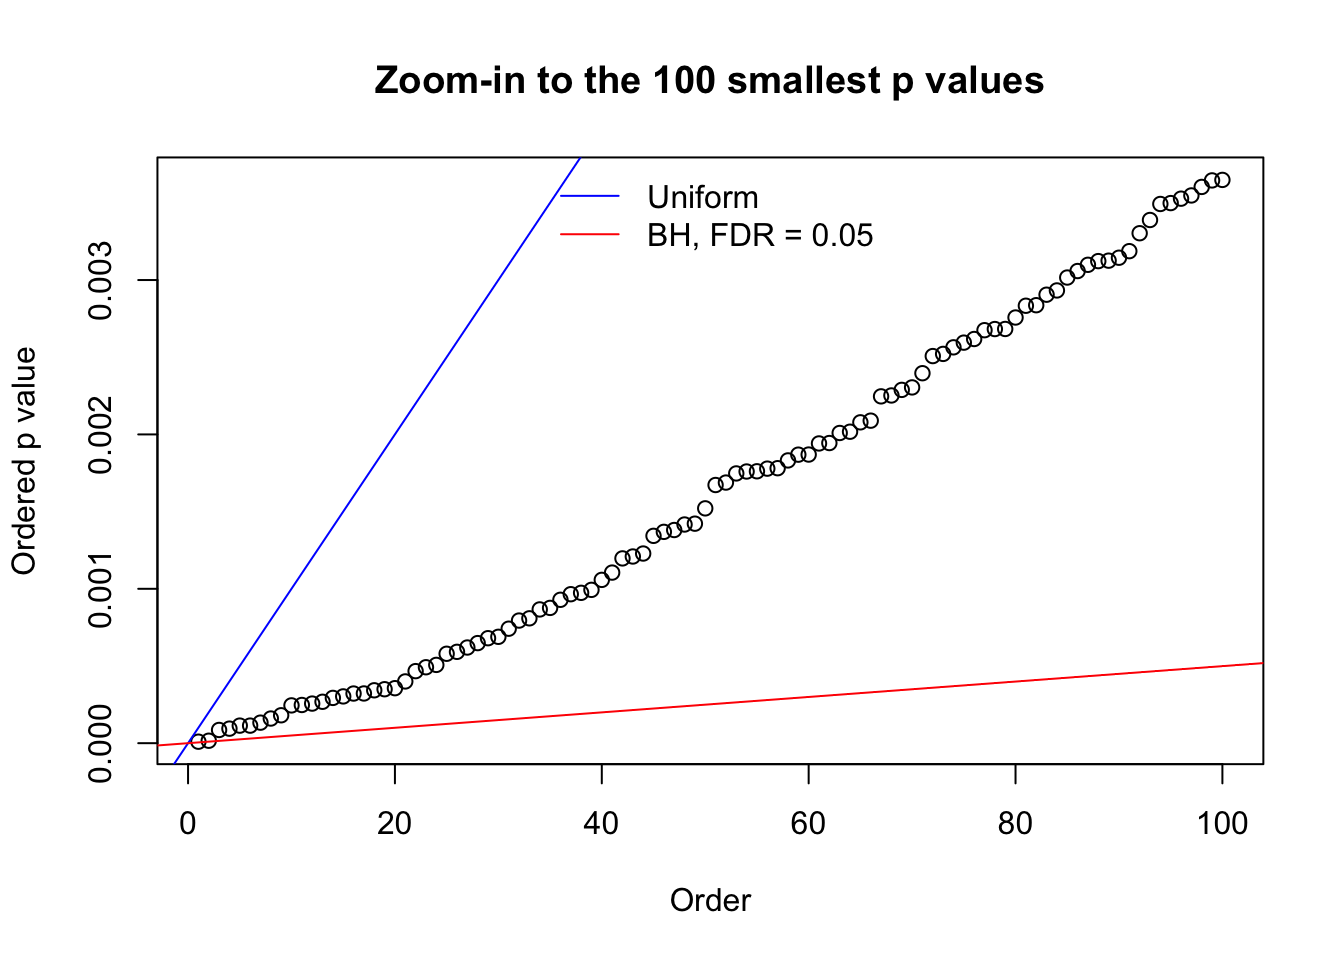 Zoom-in to the 100 smallest p values
Uniform
BH, FDR = 0.05
Ordered p value
0.003
0.002
0.001
0.000
0 20 40 60 80 100
Order